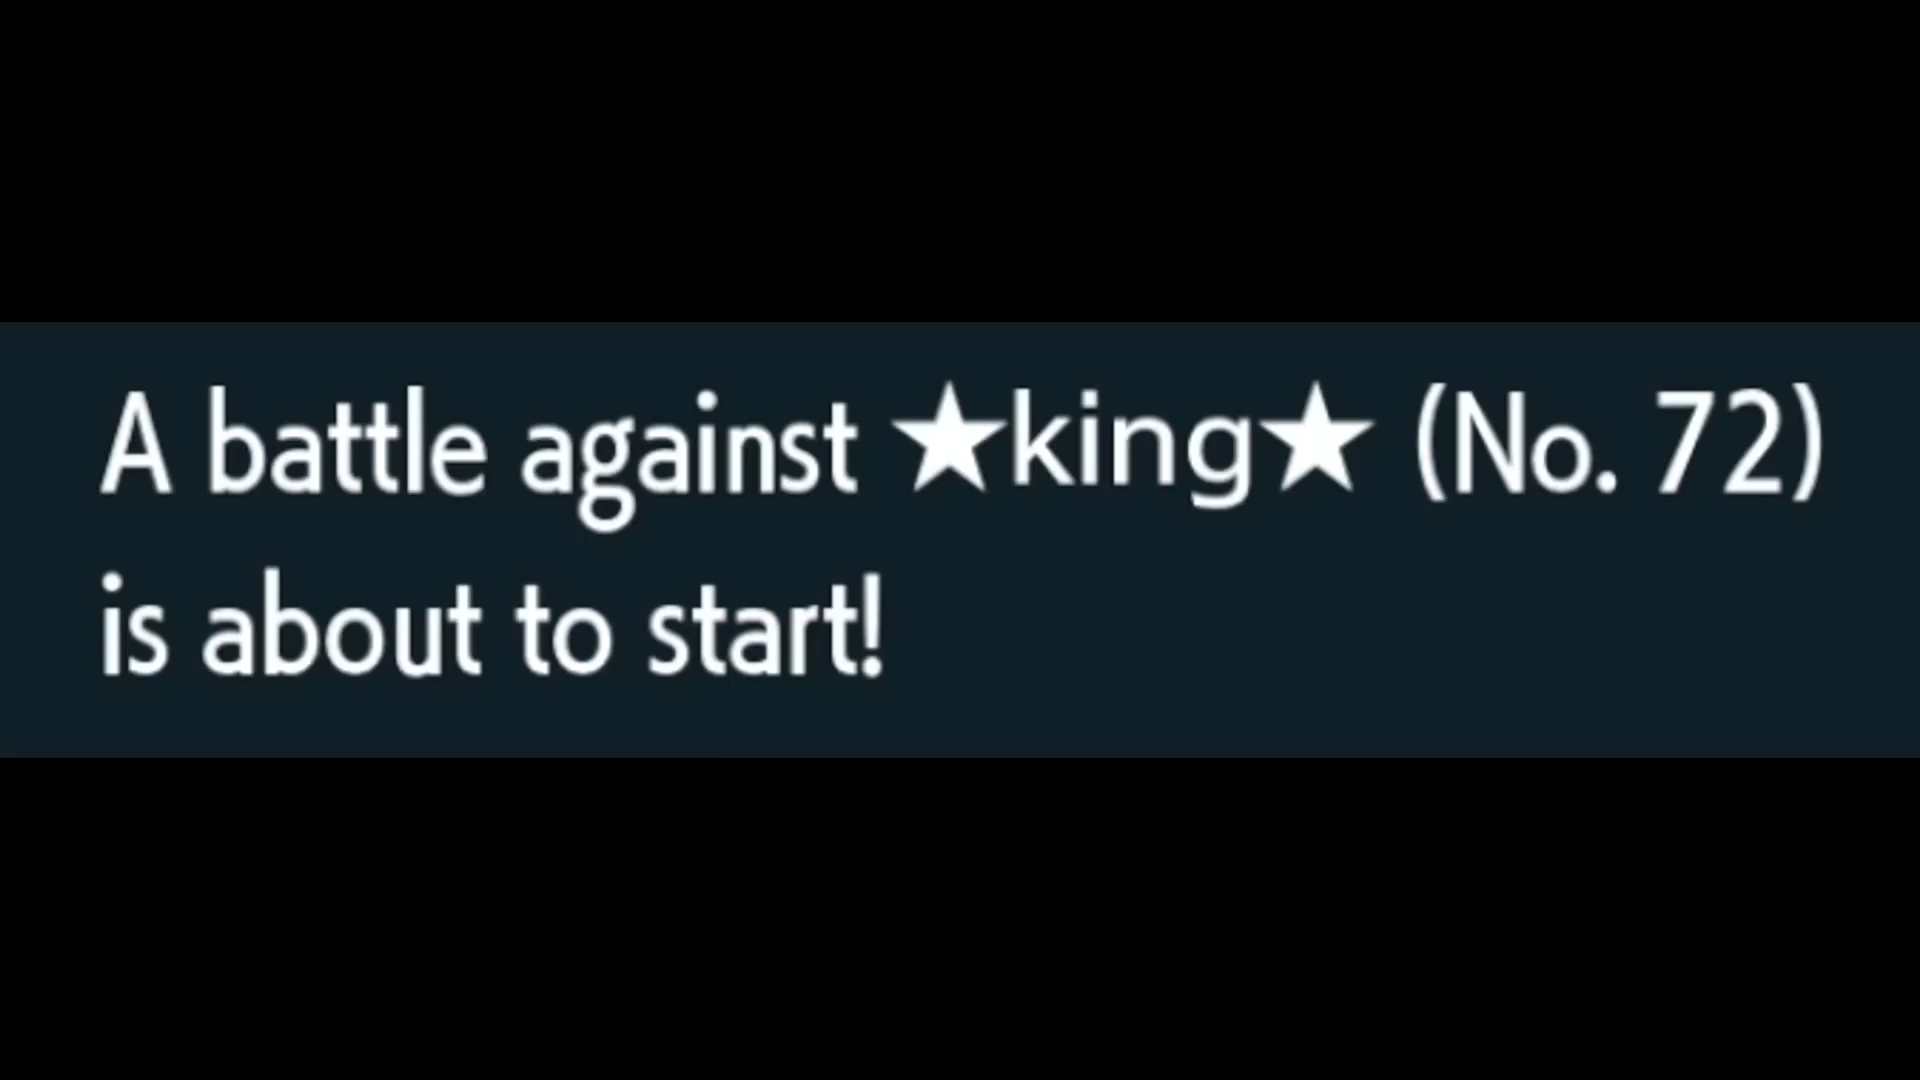 A battle against ★king★ (No. 72)
is about to start!